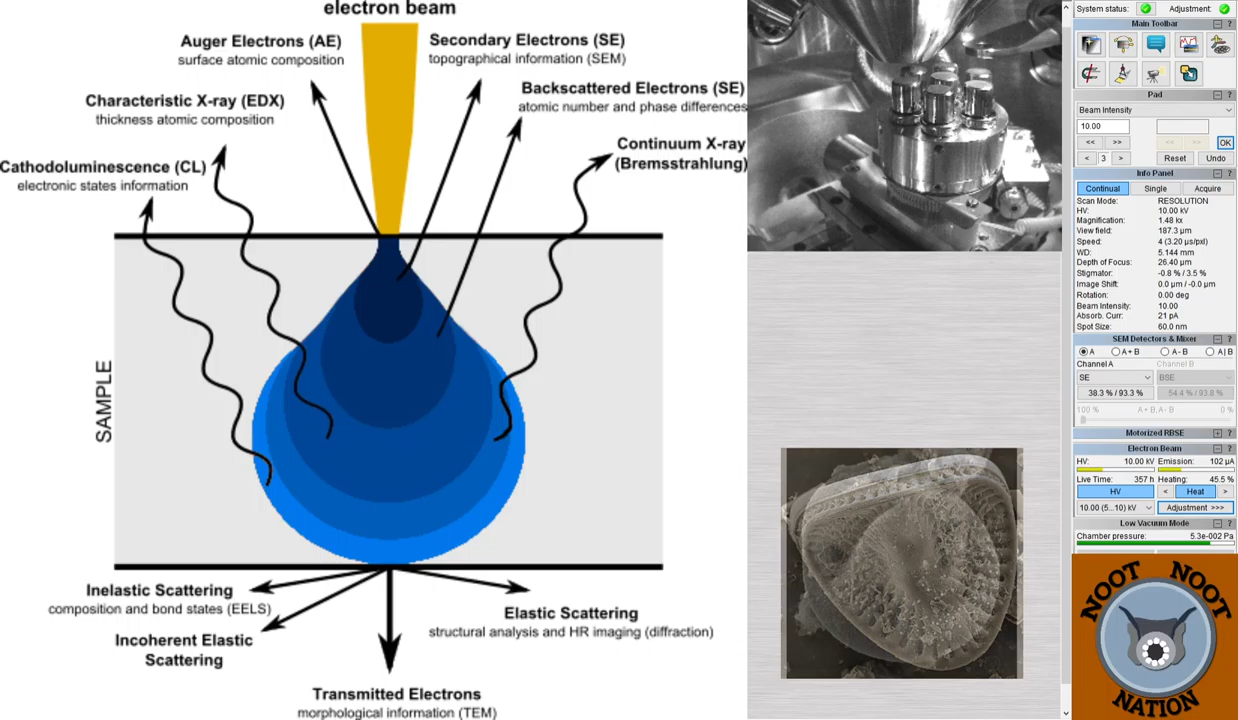 electron beam
Auger Electrons (AE)
surface atomic composition
Secondary Electrons (SE)
topographical information (SEM)
Characteristic X-ray (EDX)
thickness atomic composition
Backscattered Electrons (SE)
atomic number and phase differences
Cathodoluminescence (CL)
electronic states information
Continuum X-ray
(Bremsstrahlung)
SAMPLE
Inelastic Scattering
composition and bond states (EELS)
Incoherent Elastic
Scattering
Elastic Scattering
structural analysis and HR imaging (diffraction)
Transmitted Electrons
morphological information (TEM)
System status: Adjustment:
Main Toolbar – ?
Pad – ?
Beam Intensity
10.00
<< >> << >> OK
< 3 > Reset Undo
Info Panel – ?
Continual Single Acquire
Scan Mode: RESOLUTION
HV: 10.00 kV
Magnification: 1.48 kx
View field: 187.3 µm
Speed: 4 (3.20 µs/pxl)
WD: 5.144 mm
Depth of Focus: 26.40 µm
Stigmator: -0.8 % / 3.5 %
Image Shift: 0.0 µm / -0.0 µm
Rotation: 0.00 deg
Beam Intensity: 10.00
Absorb. Curr: 21 pA
Spot Size: 60.0 nm
SEM Detectors & Mixer – ?
A A + B A - B A | B
Channel A Channel B
SE BSE
38.3 % / 93.3 % 54.4 % / 93.8 %
100 % A + B; A - B 0 %
Motorized RBSE + ?
Electron Beam – ?
HV: 10.00 kV Emission: 102 µA
Live Time: 357 h Heating: 45.5 %
HV < Heat >
10.00 (5...10) kV Adjustment >>>
Low Vacuum Mode – ?
Chamber pressure: 5.3e-002 Pa
NOOT NOOT
NATION